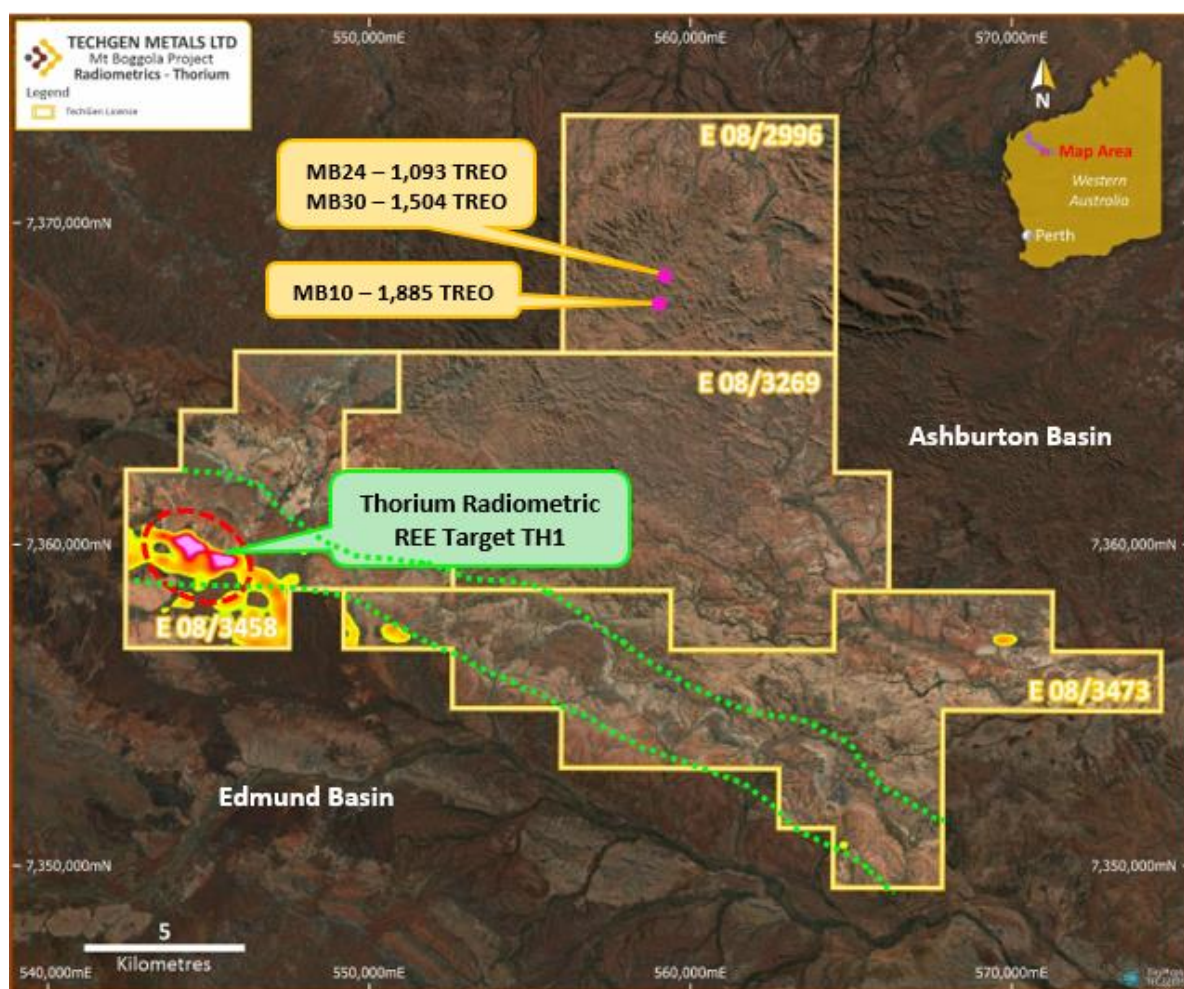 TECHGEN METALS LTD
Mt Boggola Project
Radiometrics - Thorium
Legend
TechGen License
550,000mE
560,000mE
570,000mE
N
Map Area
Western
Australia
Perth
E 08/2996
MB24 – 1,093 TREO
MB30 – 1,504 TREO
7,370,000mN
MB10 – 1,885 TREO
E 08/3269
Ashburton Basin
Thorium Radiometric
REE Target TH1
7,360,000mN
7,360,000mN
E 08/3458
E 08/3473
Edmund Basin
7,350,000mN
7,350,000mN
5
Kilometres
540,000mE
550,000mE
560,000mE
570,000mE